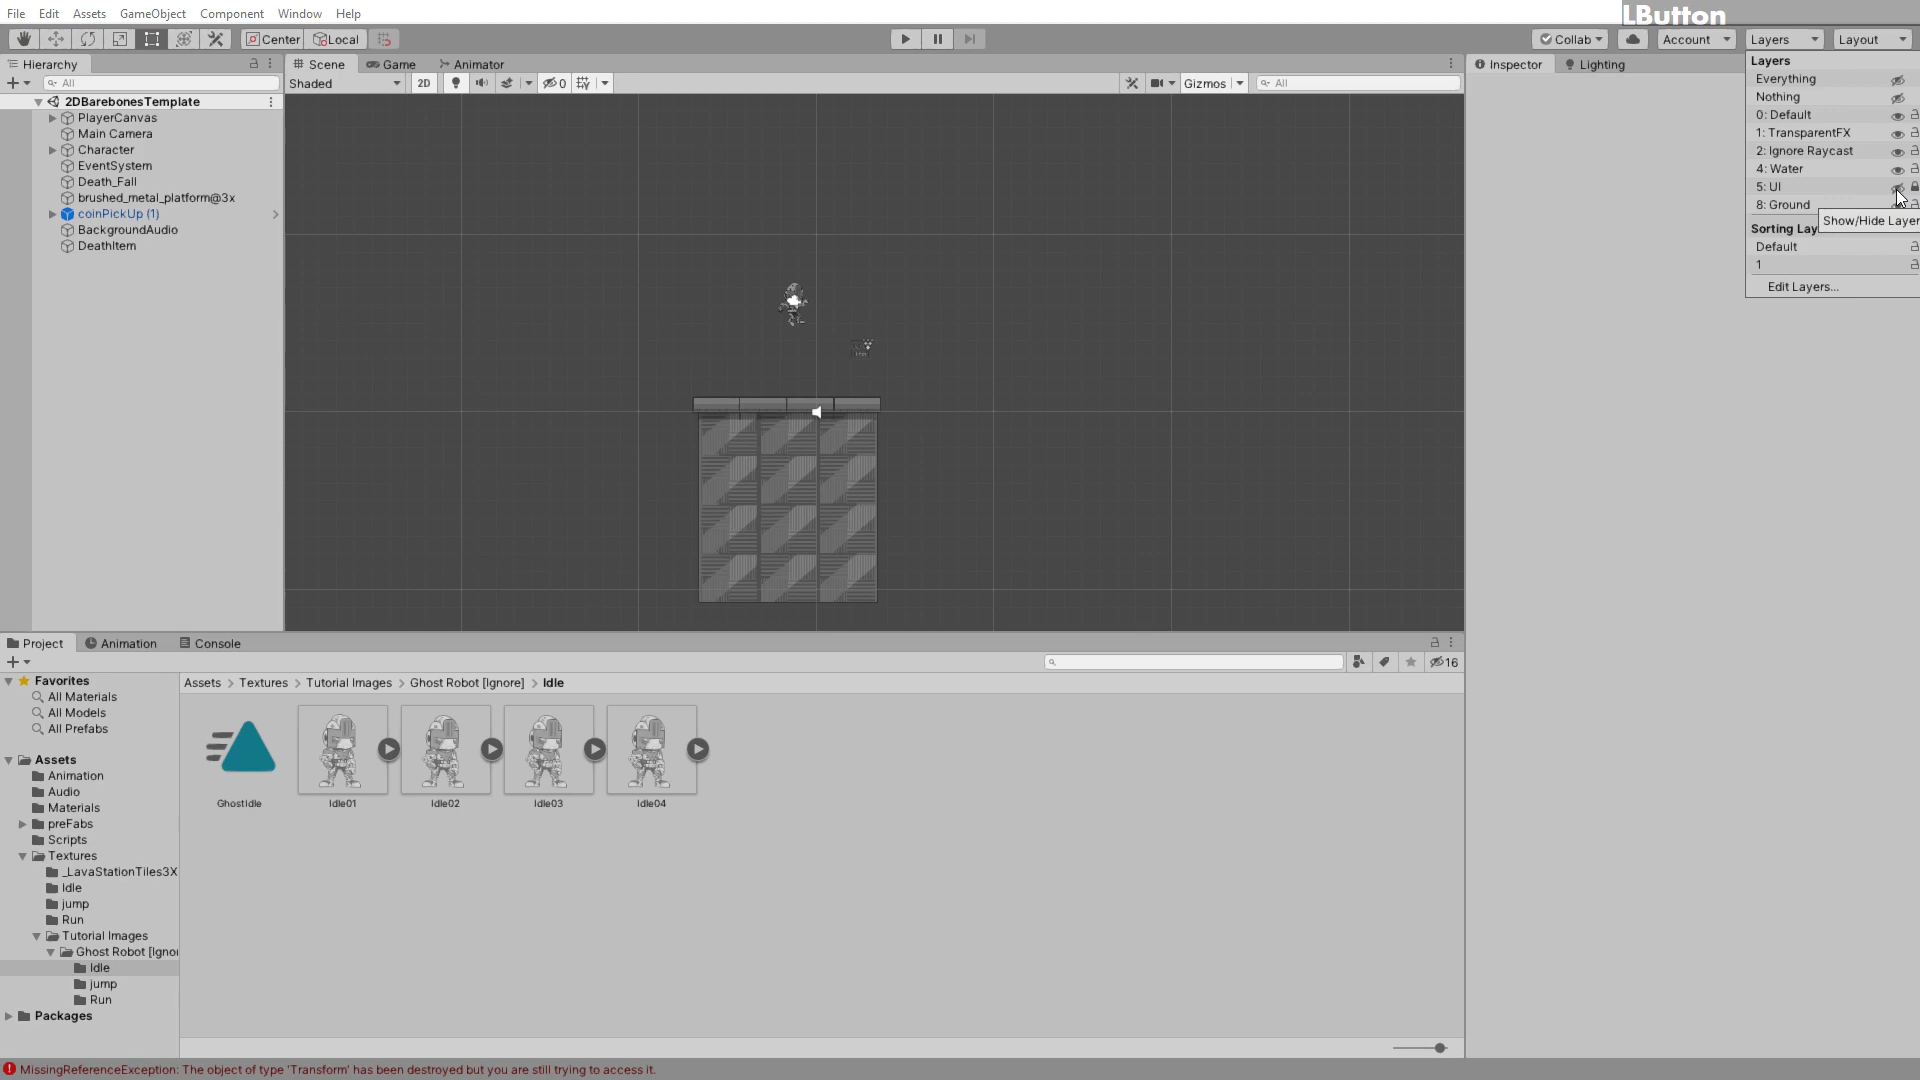 LButton
File Edit Assets GameObject Component Window Help
Center Local Collab Account Layers Layout
Hierarchy
All
2DBarebonesTemplate
PlayerCanvas
Main Camera
Character
EventSystem
Death_Fall
brushed_metal_platform@3x
coinPickUp (1)
BackgroundAudio
DeathItem
Scene Game Animator
Shaded 2D 0 Gizmos All
Inspector Lighting
Layers
Everything
Nothing
0: Default
1: TransparentFX
2: Ignore Raycast
4: Water
5: UI
8: Ground
Show/Hide Layer
Sorting Lay
Default
1
Edit Layers...
Project Animation Console
16
Favorites
All Materials
All Models
All Prefabs
Assets
Animation
Audio
Materials
preFabs
Scripts
Textures
_LavaStationTiles3X
Idle
jump
Run
Tutorial Images
Ghost Robot [Ignor
Idle
jump
Run
Packages
Assets > Textures > Tutorial Images > Ghost Robot [Ignore] > Idle
GhostIdle Idle01 Idle02 Idle03 Idle04
MissingReferenceException: The object of type 'Transform' has been destroyed but you are still trying to access it.